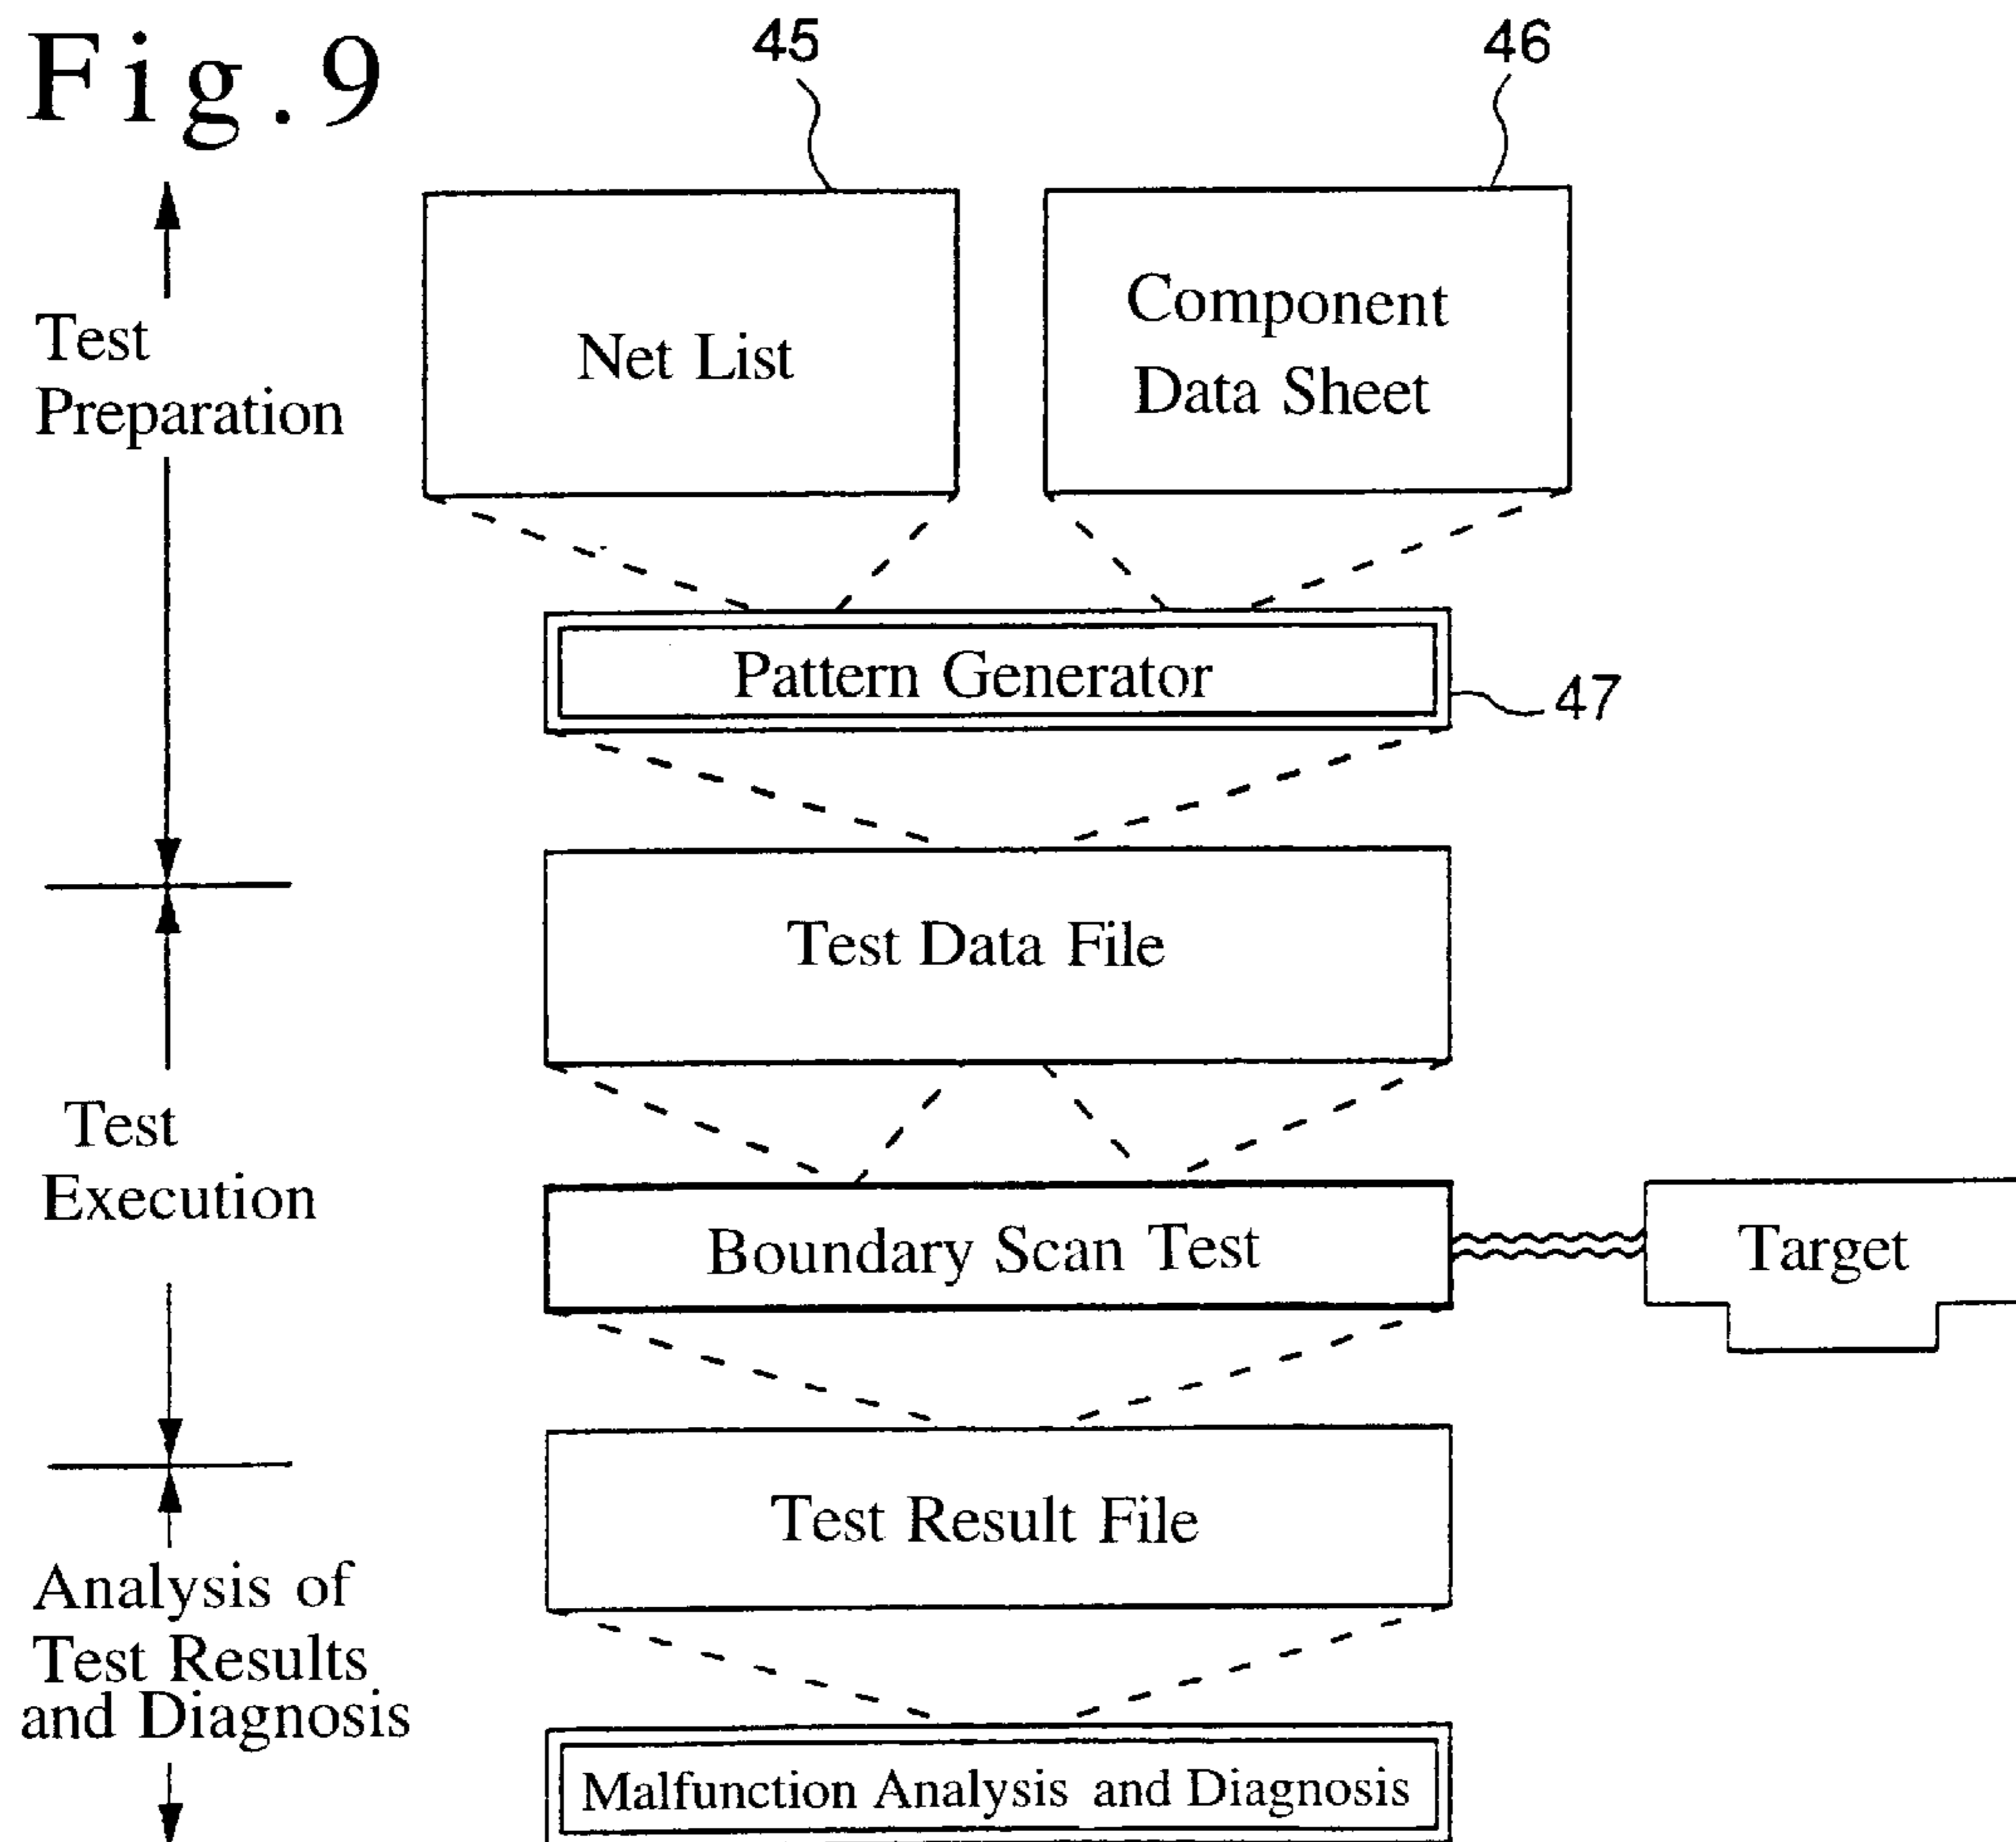 Fig.9
45
46
Test
Preparation
Net List
Component
Data Sheet
Pattern Generator
47
Test Data File
Test
Execution
Boundary Scan Test
Target
Test Result File
Analysis of
Test Results
and Diagnosis
Malfunction Analysis and Diagnosis